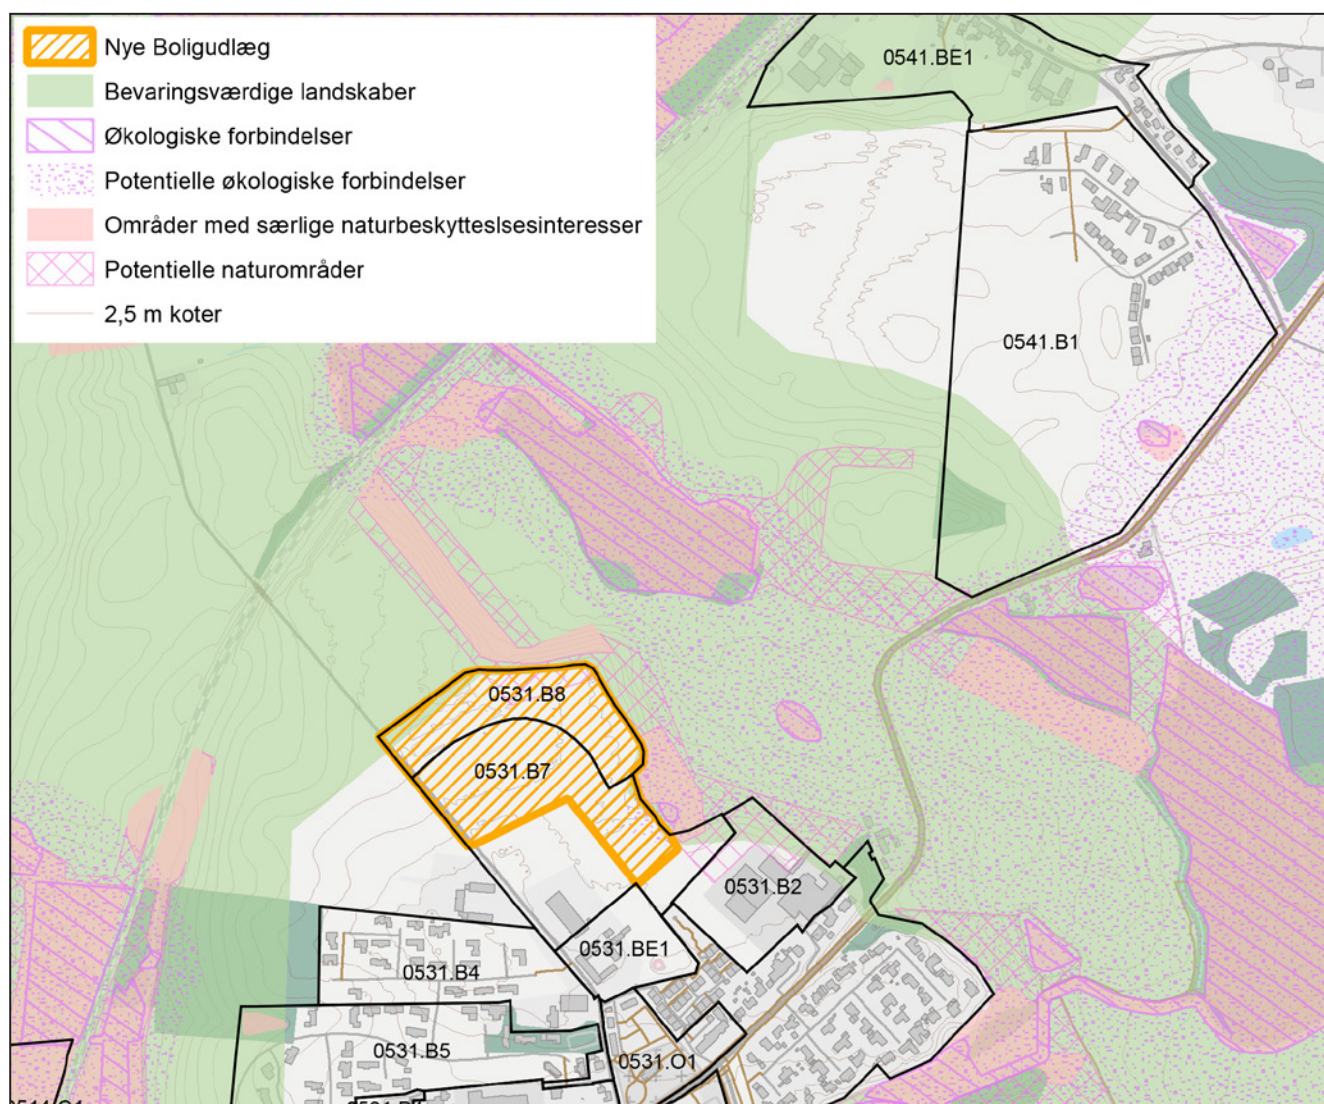 Nye Boligudlæg
Bevaringsværdige landskaber
Økologiske forbindelser
Potentielle økologiske forbindelser
Områder med særlige naturbeskytteslsesinteresser
Potentielle naturområder
2,5 m koter
0541.BE1
0541.B1
0531.B8
0531.B7
0531.B2
0531.BE1
0531.B4
0531.B5
0531.O1